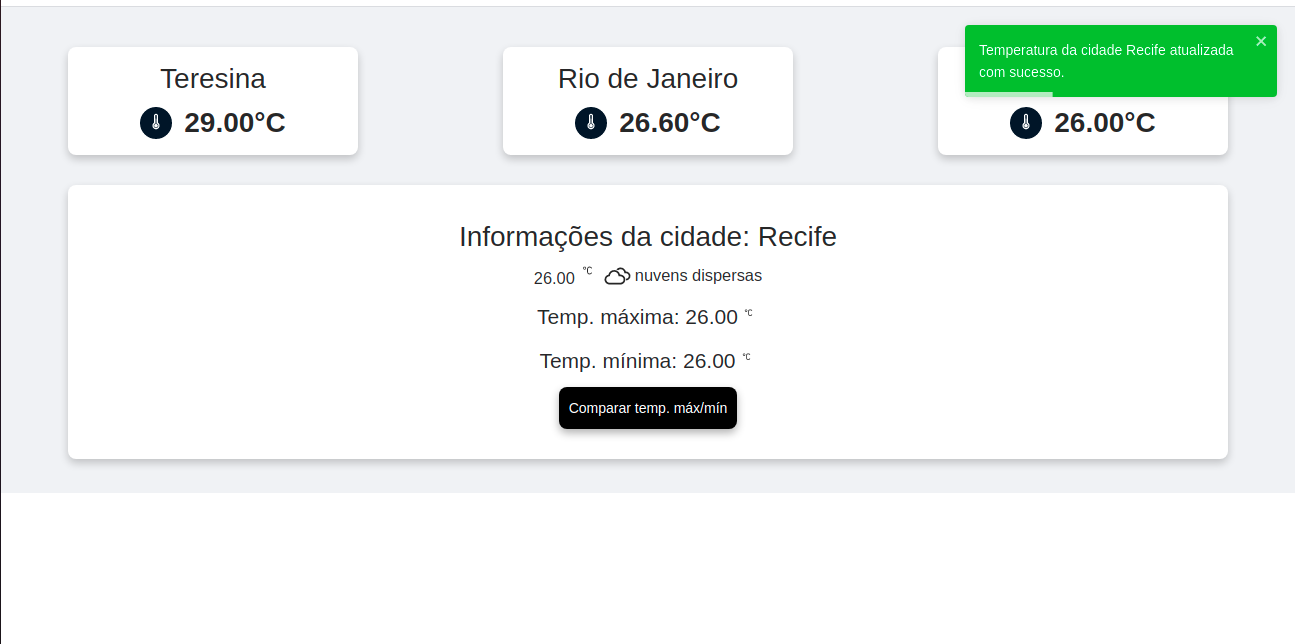 Teresina
29.00°C
Rio de Janeiro
26.60°C
Temperatura da cidade Recife atualizada
com sucesso.
26.00°C
Informações da cidade: Recife
26.00 °C nuvens dispersas
Temp. máxima: 26.00 °C
Temp. mínima: 26.00 °C
Comparar temp. máx/mín